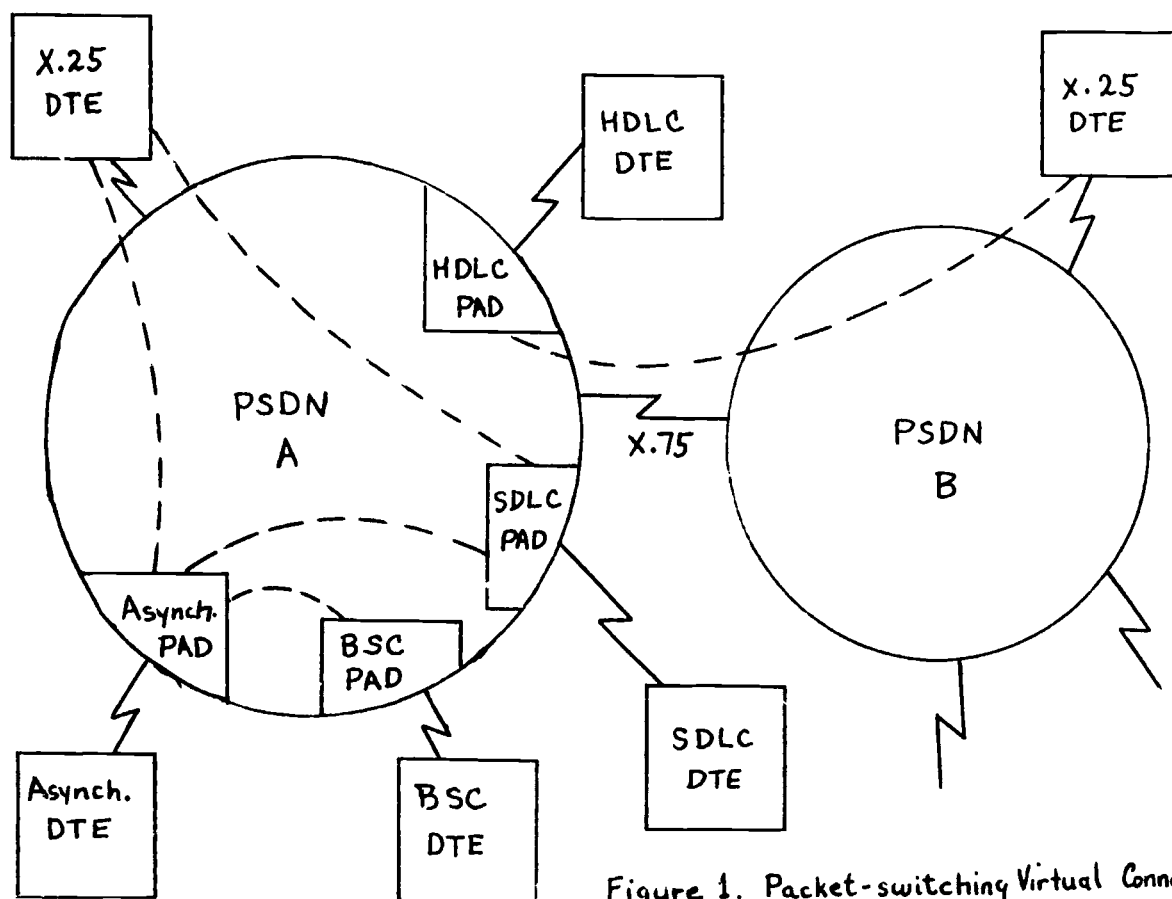 X.25
DTE
HDLC
DTE
X.25
DTE
HDLC
PAD
PSDN
A
X.75
PSDN
B
SDLC
PAD
Asynch.
PAD
BSC
PAD
SDLC
DTE
Asynch.
DTE
BSC
DTE
Figure 1. Packet-switching Virtual